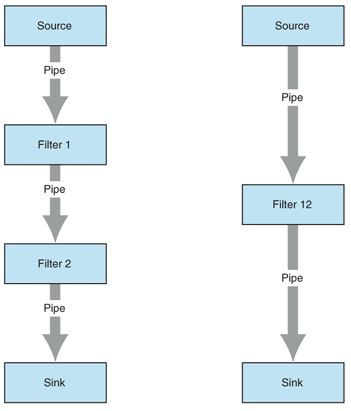 Source
Pipe
Filter 1
Pipe
Filter 2
Pipe
Sink
Source
Pipe
Filter 12
Pipe
Sink